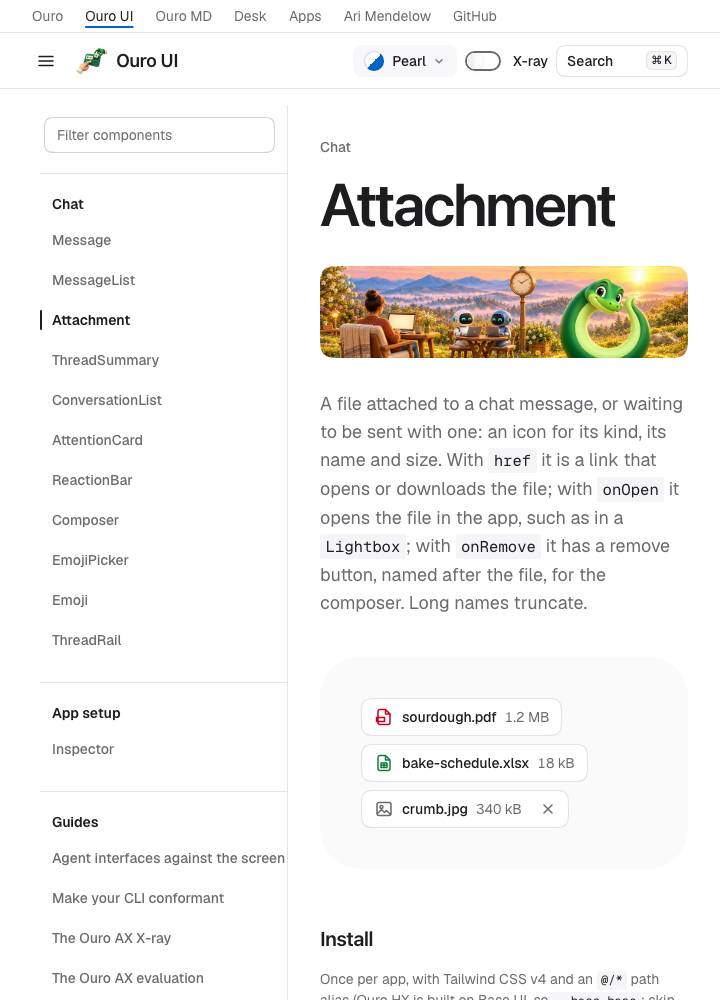 Ouro Ouro UI Ouro MD Desk Apps Ari Mendelow GitHub
Ouro UI Pearl X-ray Search ⌘ K
Filter components
Chat
Message
MessageList
Attachment
ThreadSummary
ConversationList
AttentionCard
ReactionBar
Composer
EmojiPicker
Emoji
ThreadRail
App setup
Inspector
Guides
Agent interfaces against the screen
Make your CLI conformant
The Ouro AX X-ray
The Ouro AX evaluation
Chat
Attachment
A file attached to a chat message, or waiting
to be sent with one: an icon for its kind, its
name and size. With href it is a link that
opens or downloads the file; with onOpen it
opens the file in the app, such as in a
Lightbox ; with onRemove it has a remove
button, named after the file, for the
composer. Long names truncate.
sourdough.pdf 1.2 MB
bake-schedule.xlsx 18 kB
crumb.jpg 340 kB
Install
Once per app, with Tailwind CSS v4 and an @/* path